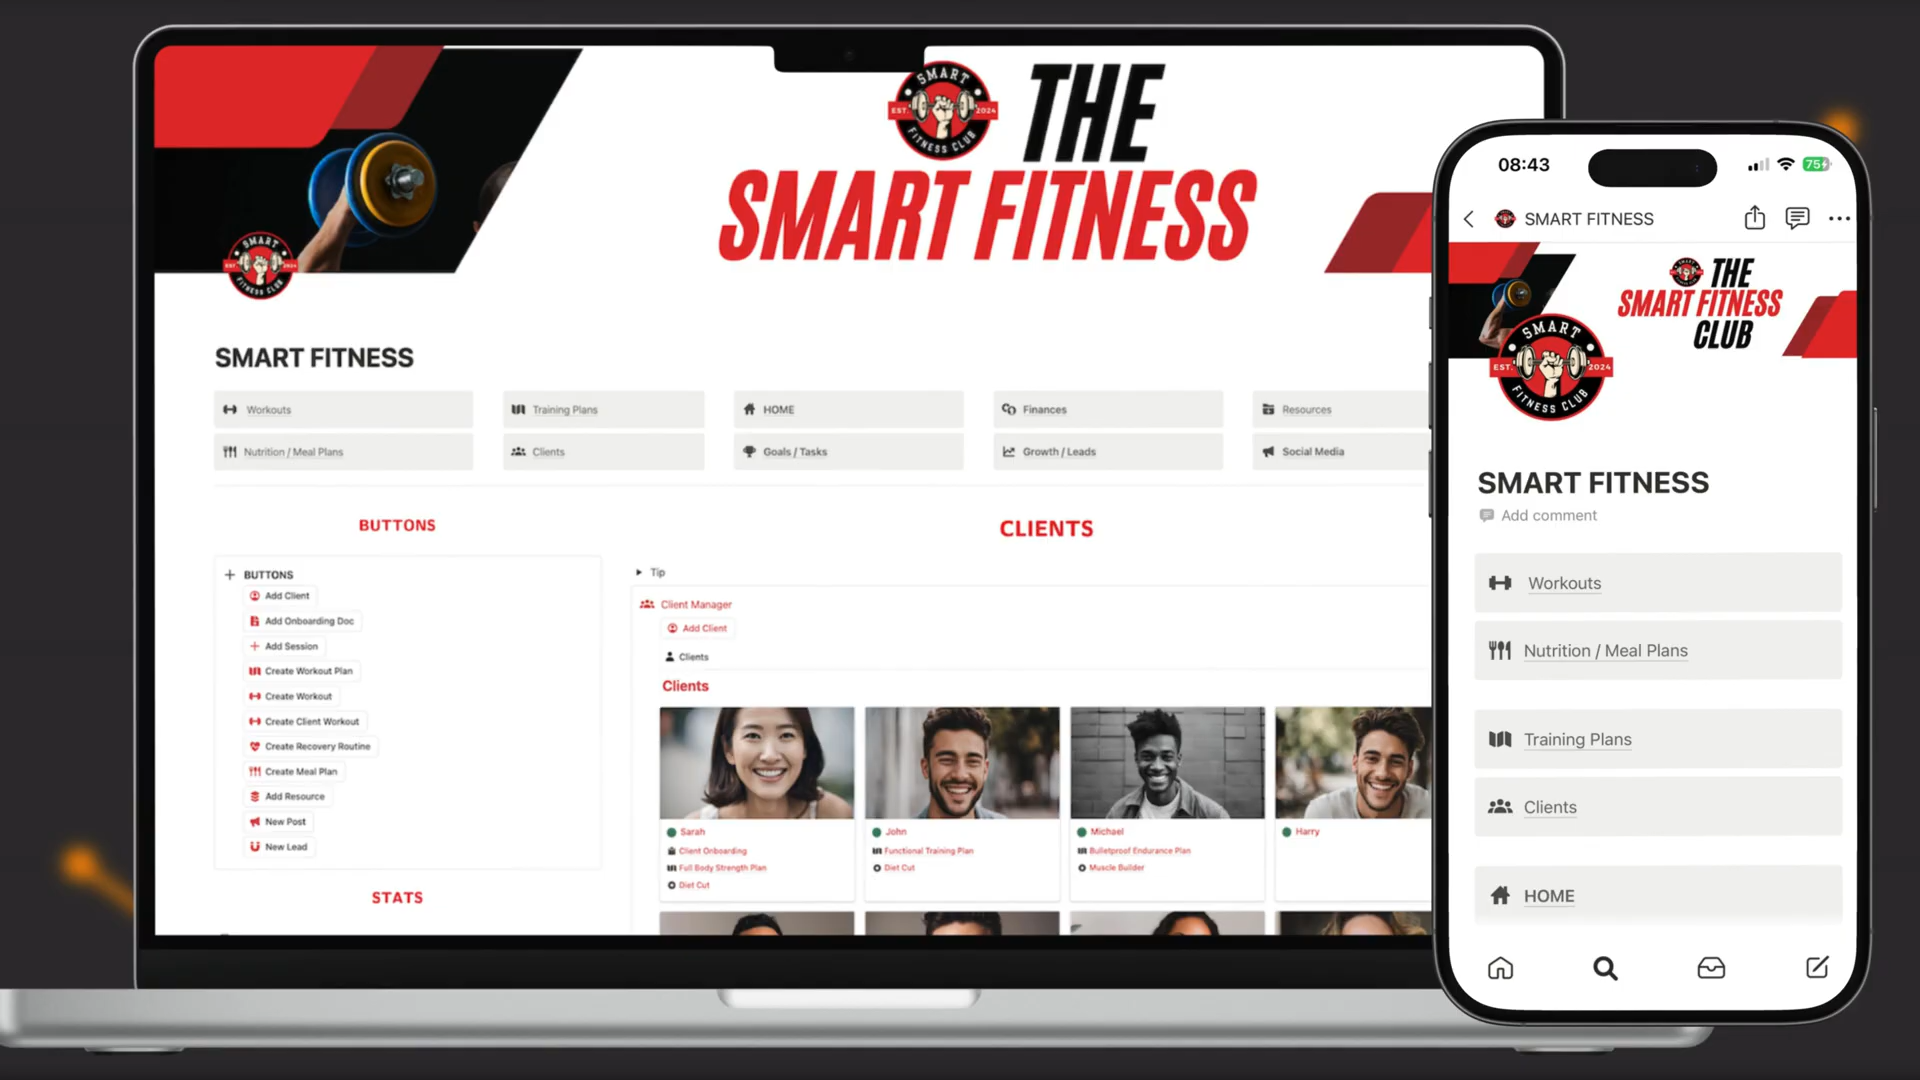 SMART
EST. 2024
FITNESS CLUB
THE
SMART FITNESS
SMART
EST. 2024
FITNESS CLUB
SMART FITNESS
Workouts
Training Plans
HOME
Finances
Resources
Nutrition / Meal Plans
Clients
Goals / Tasks
Growth / Leads
Social Media
BUTTONS
BUTTONS
Add Client
Add Onboarding Doc
Add Session
Create Workout Plan
Create Workout
Create Client Workout
Create Recovery Routine
Create Meal Plan
Add Resource
New Post
New Lead
STATS
CLIENTS
Tip
Client Manager
Add Client
Clients
Clients
Sarah
Client Onboarding
Full Body Strength Plan
Diet Cut
John
Functional Training Plan
Diet Cut
Michael
Bulletproof Endurance Plan
Muscle Builder
Harry
08:43
75
SMART FITNESS
THE
SMART FITNESS
CLUB
SMART
EST. 2024
FITNESS CLUB
SMART FITNESS
Add comment
Workouts
Nutrition / Meal Plans
Training Plans
Clients
HOME